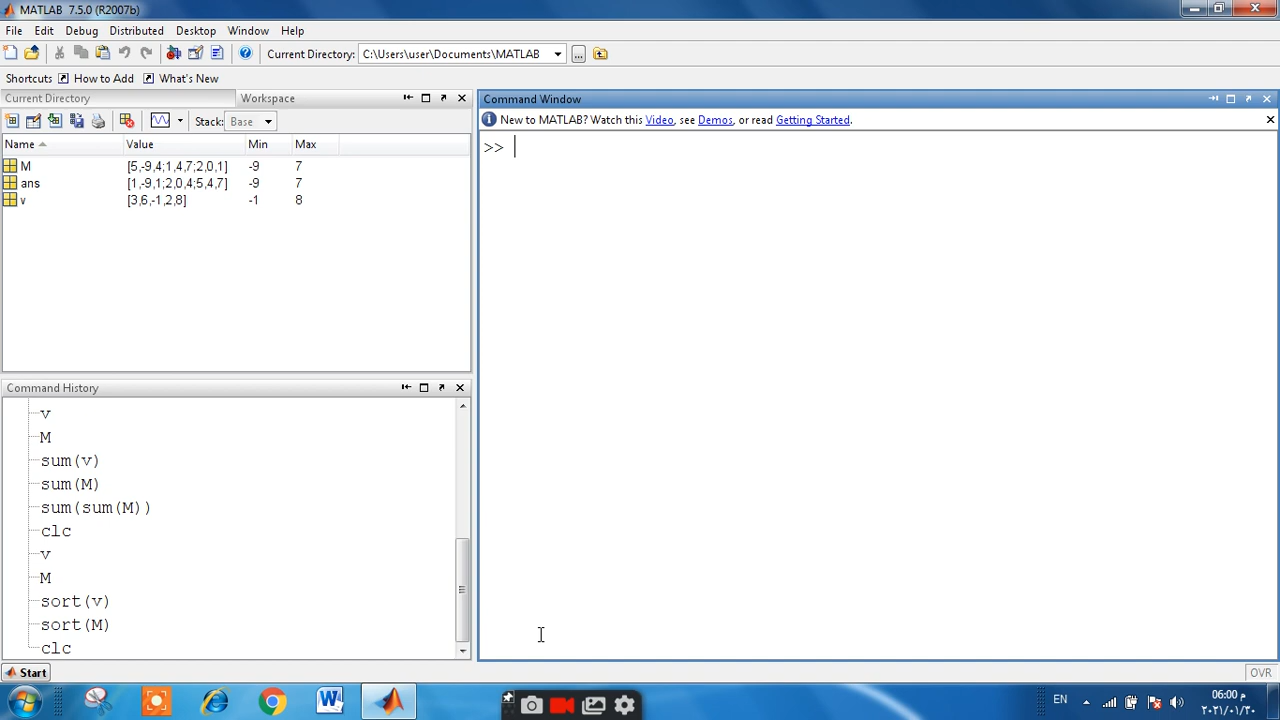 MATLAB 7.5.0 (R2007b)
File Edit Debug Distributed Desktop Window Help
Current Directory: C:\Users\user\Documents\MATLAB ...
Shortcuts How to Add What's New
Current Directory Workspace
Stack: Base
Name Value Min Max
M [5,-9,4;1,4,7;2,0,1] -9 7
ans [1,-9,1;2,0,4;5,4,7] -9 7
v [3,6,-1,2,8] -1 8
Command History
v
M
sum(v)
sum(M)
sum(sum(M))
clc
v
M
sort(v)
sort(M)
clc
Command Window
New to MATLAB? Watch this Video, see Demos, or read Getting Started.
>>
Start
OVR
EN
06:00 م
٢٠٢١/٠١/٣٠